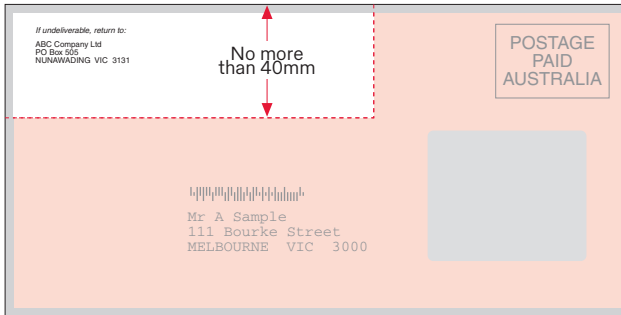 If undeliverable, return to:
ABC Company Ltd
PO Box 505
NUNAWADING VIC 3131
No more
than 40mm
POSTAGE
PAID
AUSTRALIA
Mr A Sample
111 Bourke Street
MELBOURNE VIC 3000